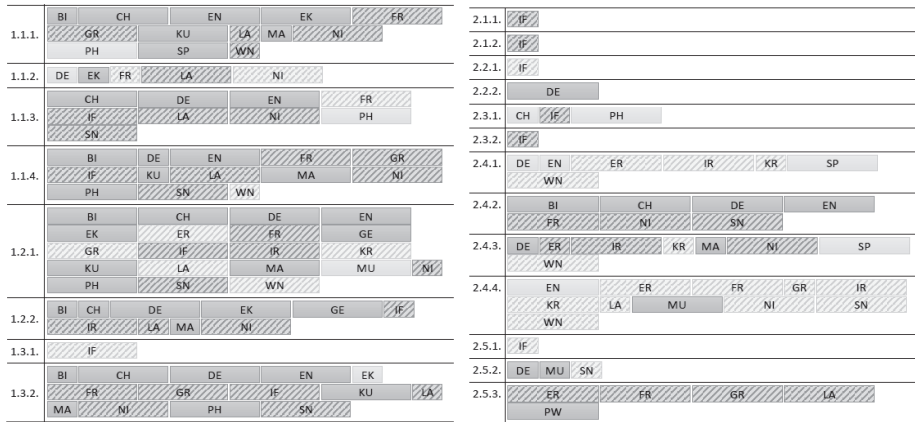 1.1.1.
BI CH EN EK FR
GR KU LA MA NI
PH SP WN
1.1.2.
DE EK FR LA NI
1.1.3.
CH DE EN FR
IF LA NI PH
SN
1.1.4.
BI DE EN FR GR
IF KU LA MA NI
PH SN WN
1.2.1.
BI CH DE EN
EK ER FR GE
GR IF IR KR
KU LA MA MU NI
PH SN WN
1.2.2.
BI CH DE EK GE IF
IR LA MA NI
1.3.1.
IF
1.3.2.
BI CH DE EN EK
FR GR IF KU LA
MA NI PH SN
2.1.1.
IF
2.1.2.
IF
2.2.1.
IF
2.2.2.
DE
2.3.1.
CH IF PH
2.3.2.
IF
2.4.1.
DE EN ER IR KR SP
WN
2.4.2.
BI CH DE EN
FR NI SN
2.4.3.
DE ER IR KR MA NI SP
WN
2.4.4.
EN ER FR GR IR
KR LA MU NI SN
WN
2.5.1.
IF
2.5.2.
DE MU SN
2.5.3.
ER FR GR LA
PW